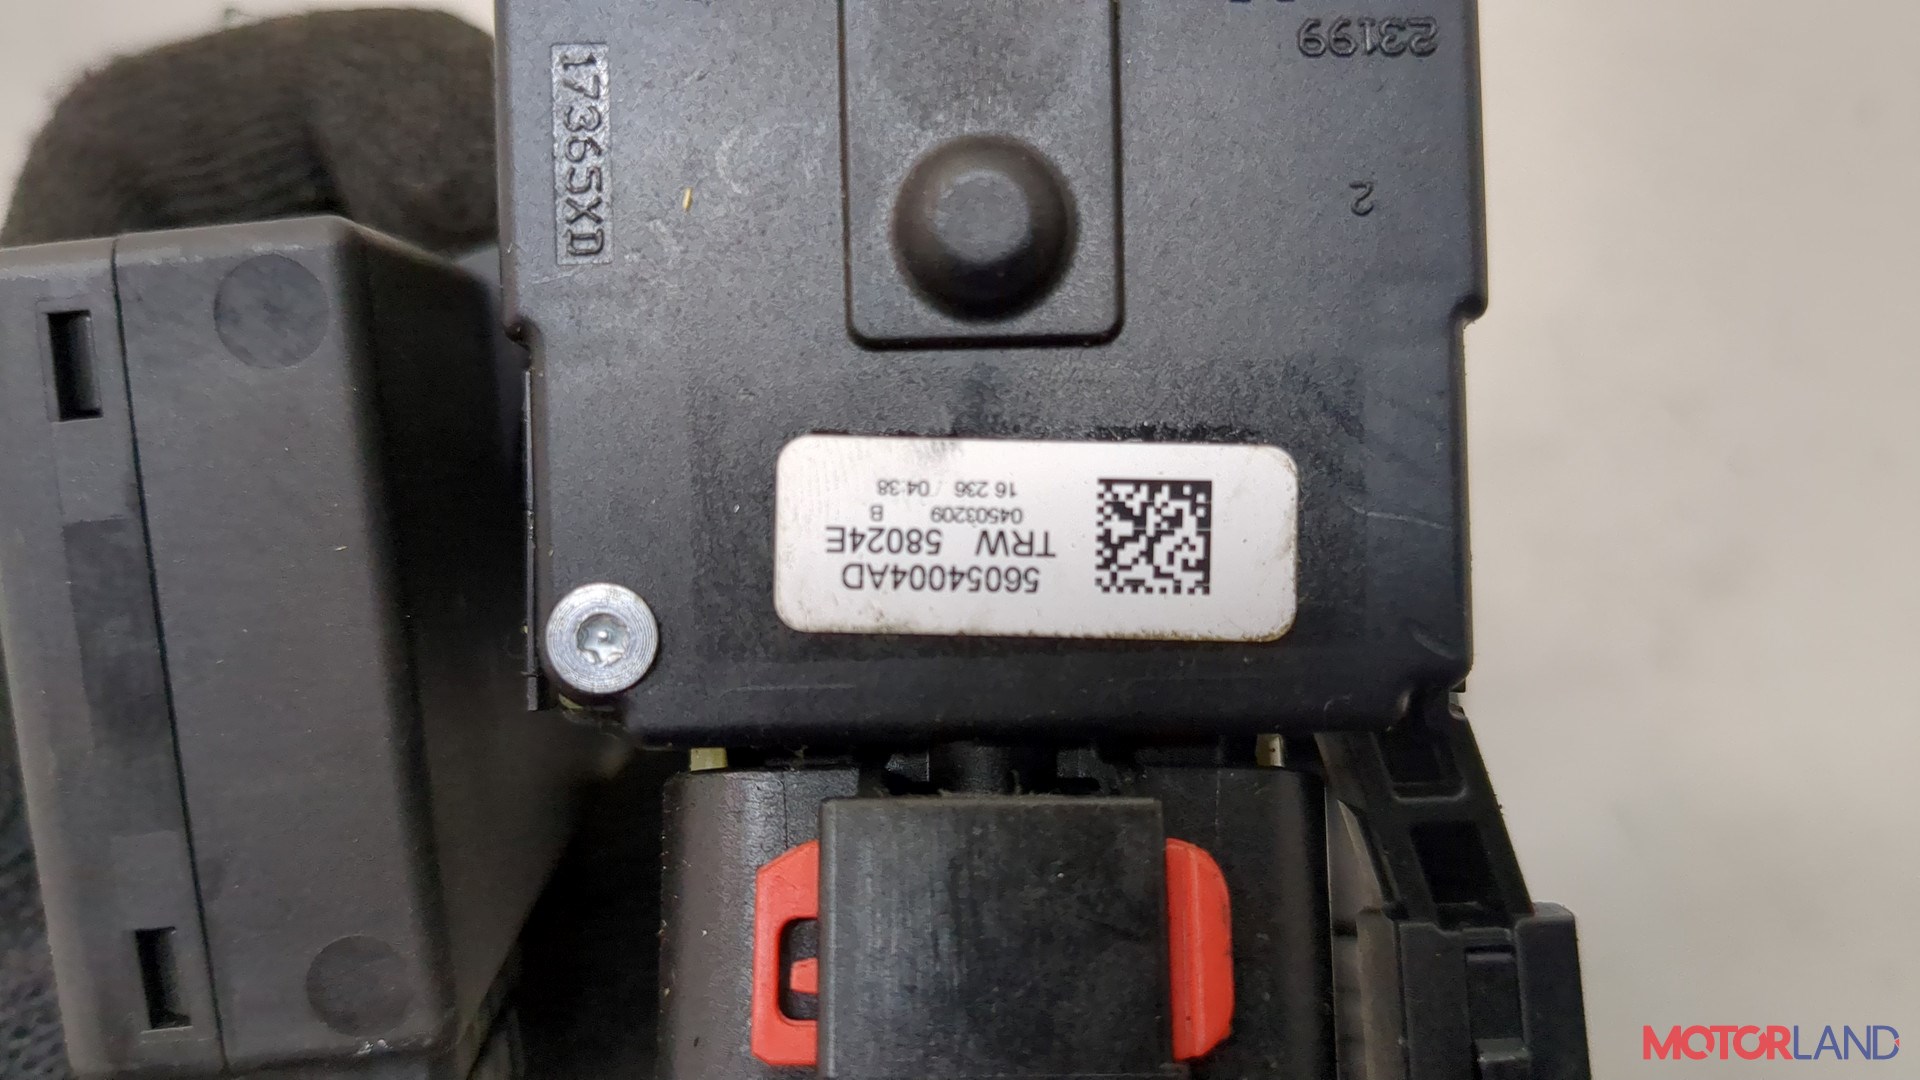 23199
17365XD
2
56054004AD
TRW 58024E
04503209 B
16 236 / 04:38
MOTORLAND